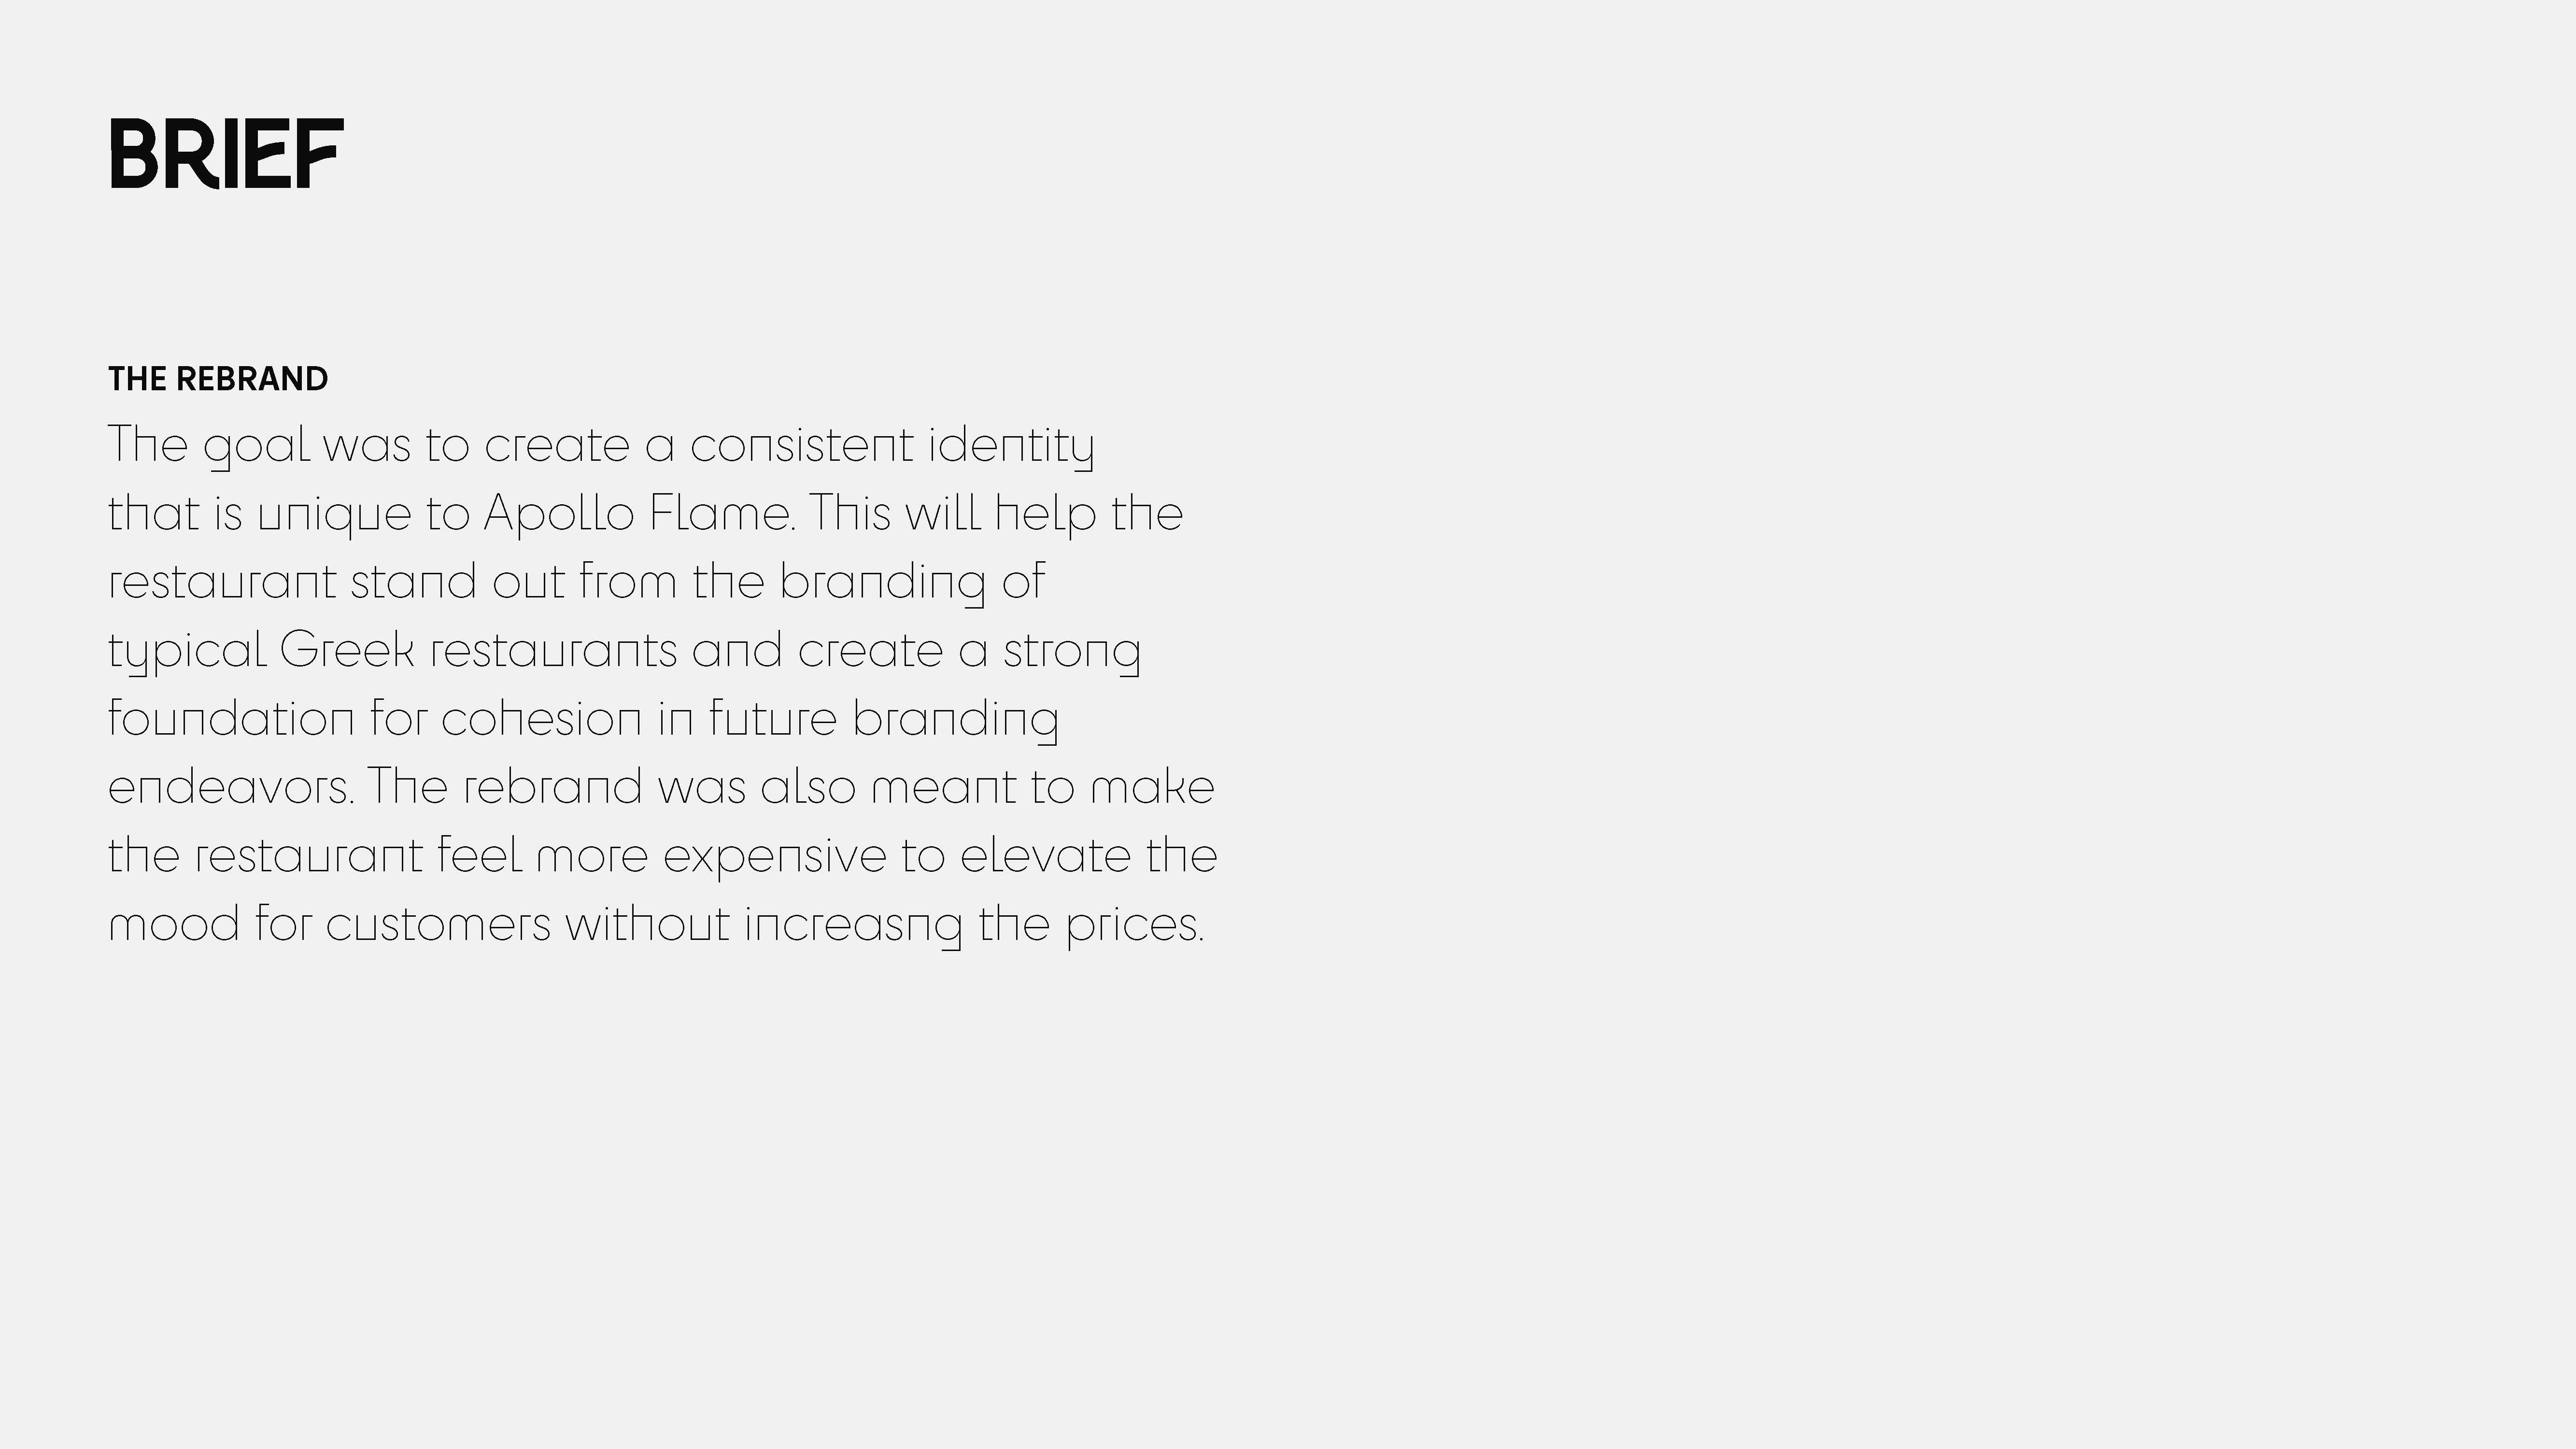 BRIEF
THE REBRAND
The goal was to create a consistent identity
that is unique to Apollo Flame. This will help the
restaurant stand out from the branding of
typical Greek restaurants and create a strong
foundation for cohesion in future branding
endeavors. The rebrand was also meant to make
the restaurant feel more expensive to elevate the
mood for customers without increasng the prices.